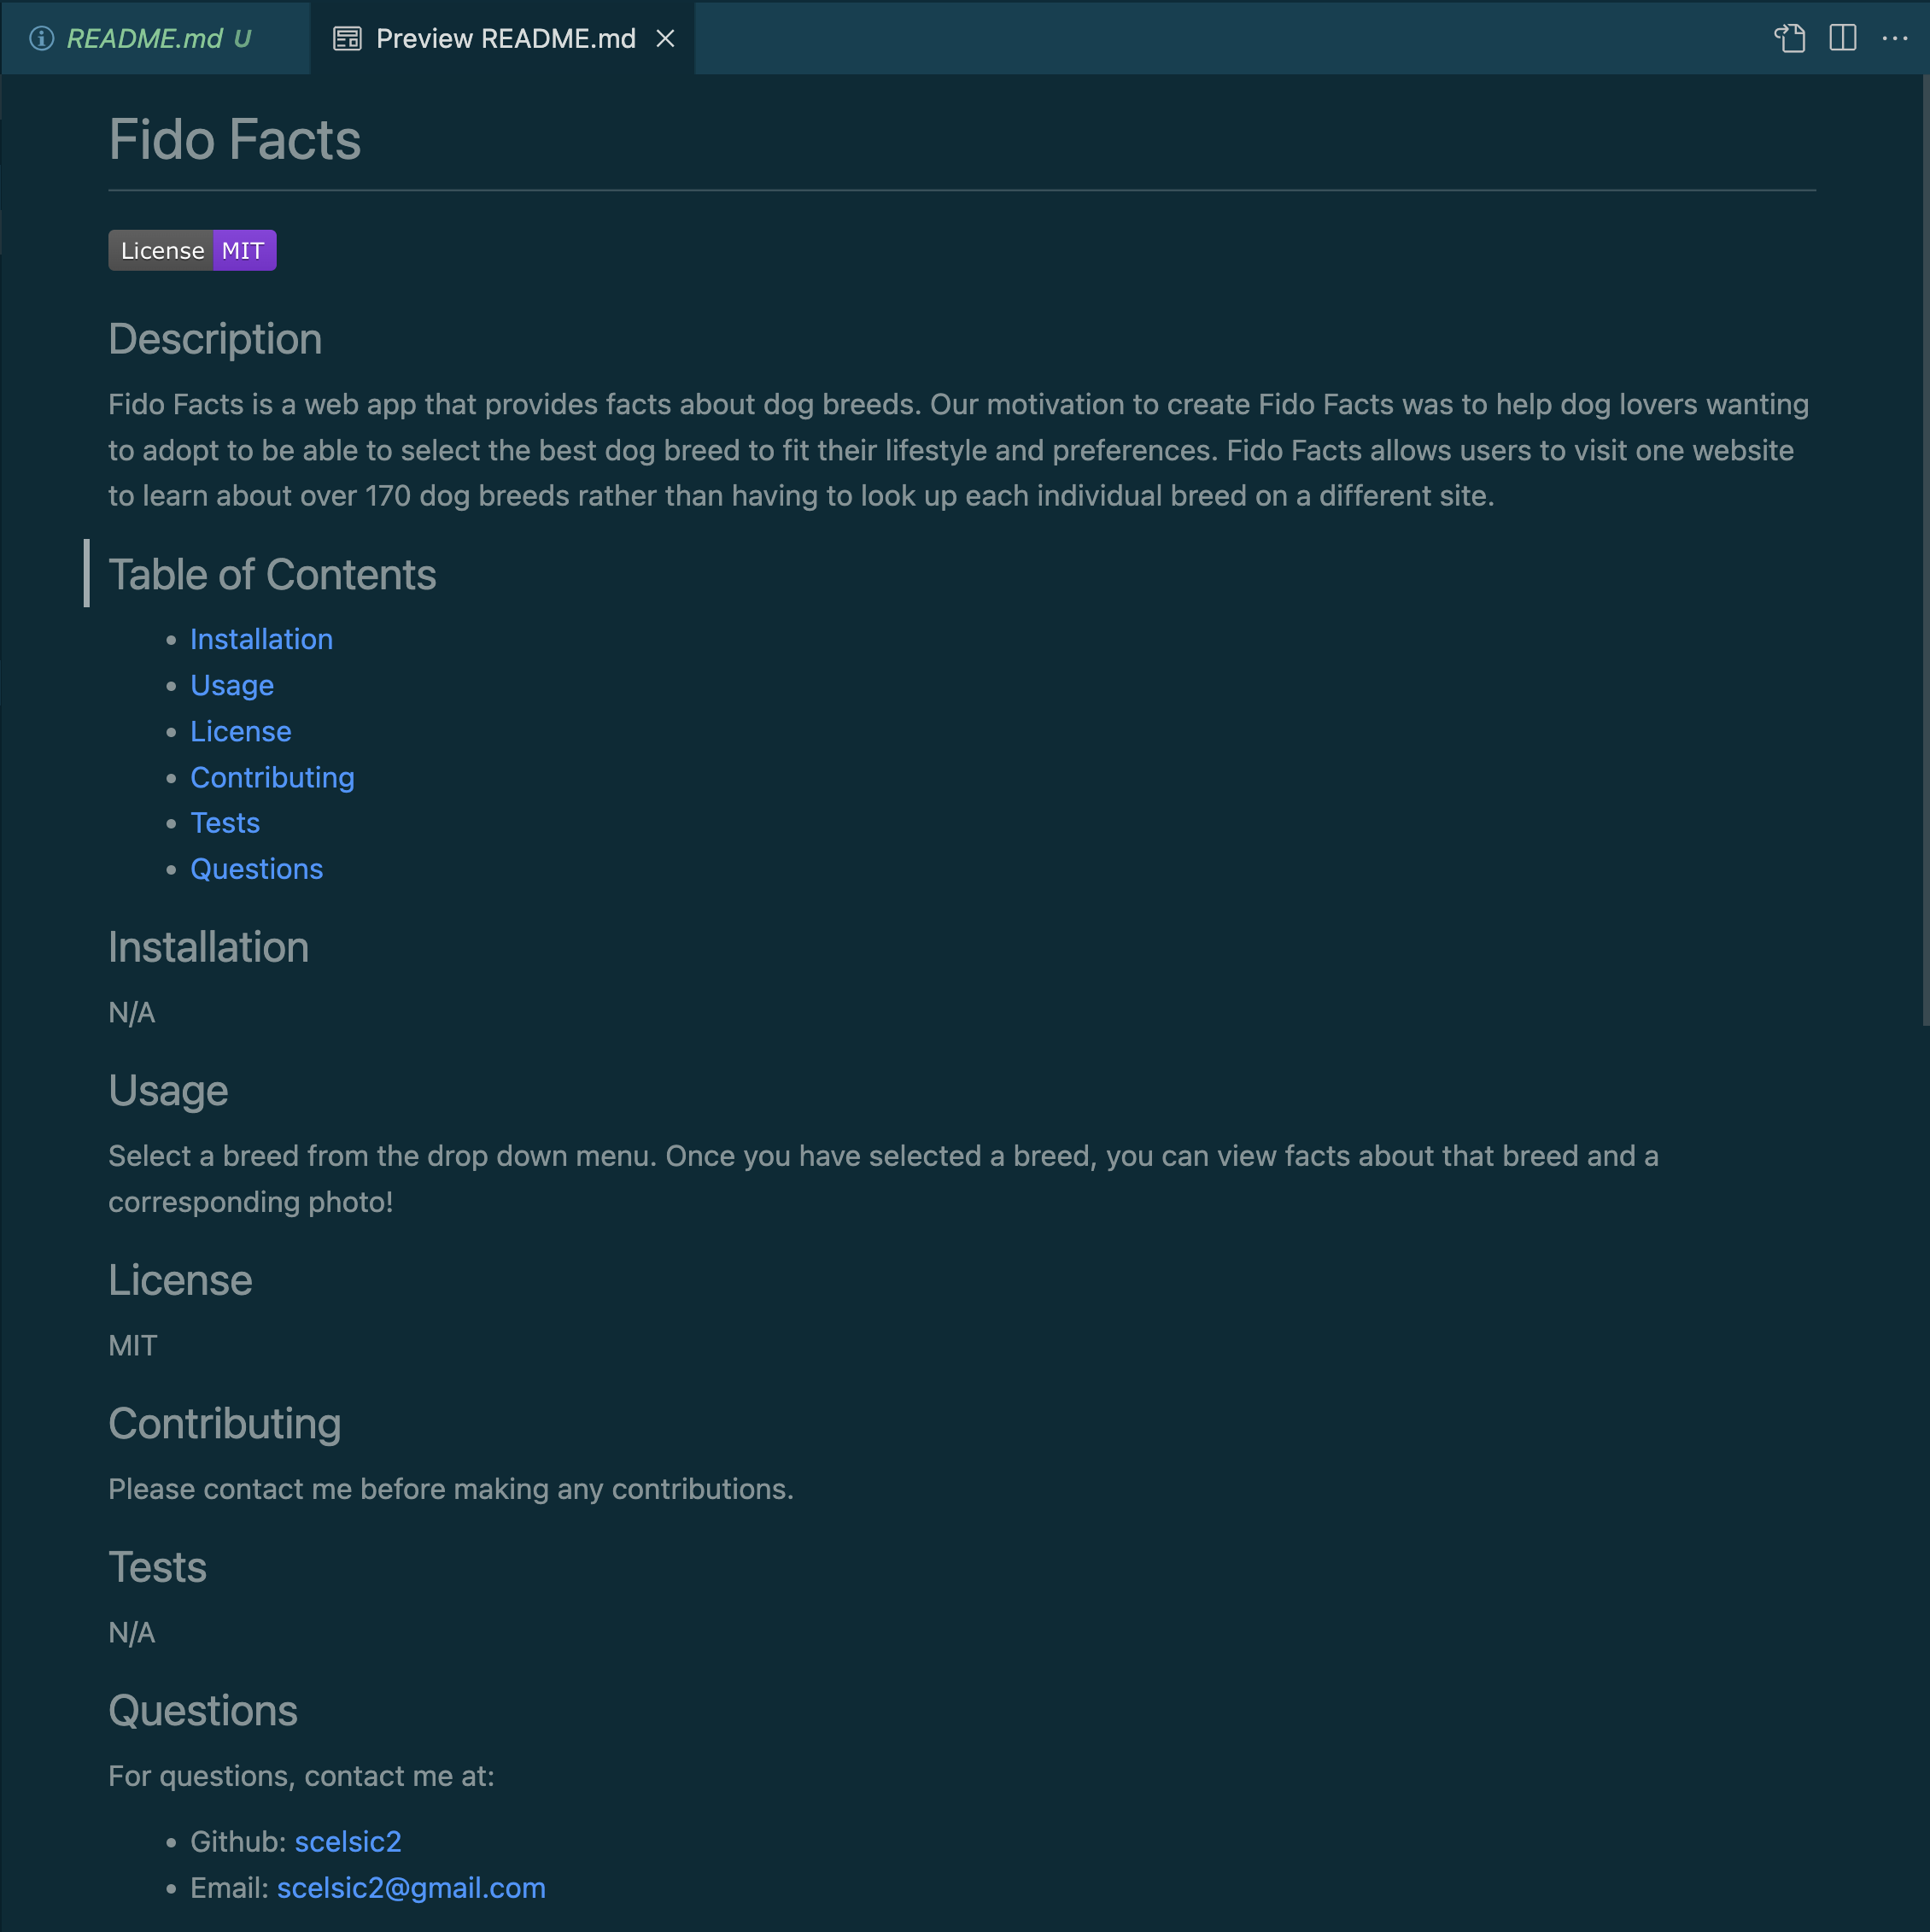 README.md U
Preview README.md
Fido Facts
License MIT
Description
Fido Facts is a web app that provides facts about dog breeds. Our motivation to create Fido Facts was to help dog lovers wanting
to adopt to be able to select the best dog breed to fit their lifestyle and preferences. Fido Facts allows users to visit one website
to learn about over 170 dog breeds rather than having to look up each individual breed on a different site.
Table of Contents
Installation
Usage
License
Contributing
Tests
Questions
Installation
N/A
Usage
Select a breed from the drop down menu. Once you have selected a breed, you can view facts about that breed and a
corresponding photo!
License
MIT
Contributing
Please contact me before making any contributions.
Tests
N/A
Questions
For questions, contact me at:
Github: scelsic2
Email: scelsic2@gmail.com